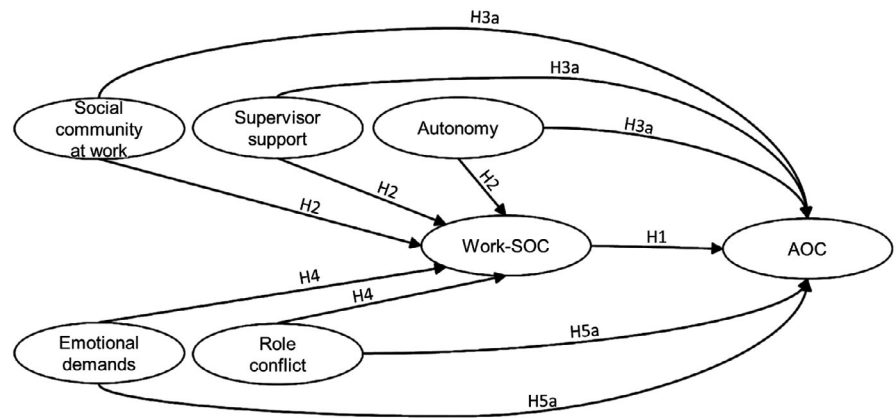 H3a
H3a
H3a
Social
community
at work
Supervisor
support
Autonomy
H2
H2
H2
Work-SOC
H1
AOC
H4
H4
Emotional
demands
Role
conflict
H5a
H5a